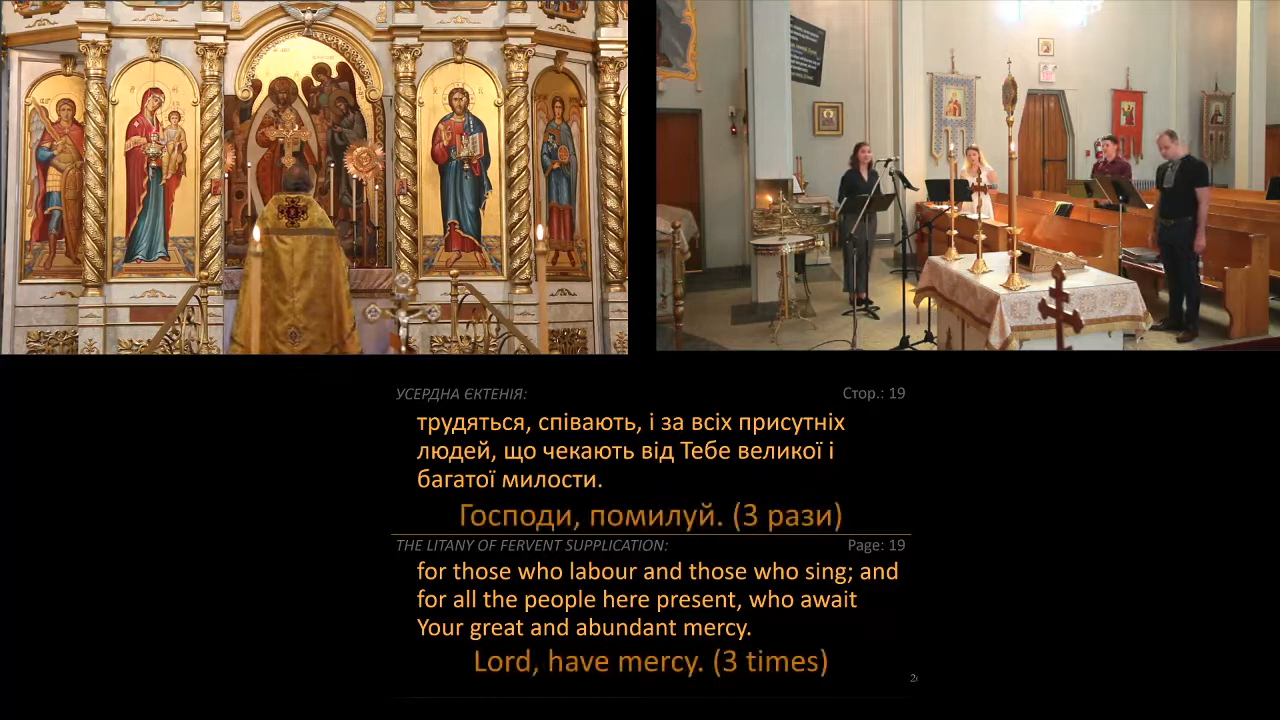 УСЕРДНА ЄКТЕНІЯ: Стор.: 19
трудяться, співають, і за всіх присутніх
людей, що чекають від Тебе великої і
багатої милости.
Господи, помилуй. (3 рази)
THE LITANY OF FERVENT SUPPLICATION: Page: 19
for those who labour and those who sing; and
for all the people here present, who await
Your great and abundant mercy.
Lord, have mercy. (3 times)